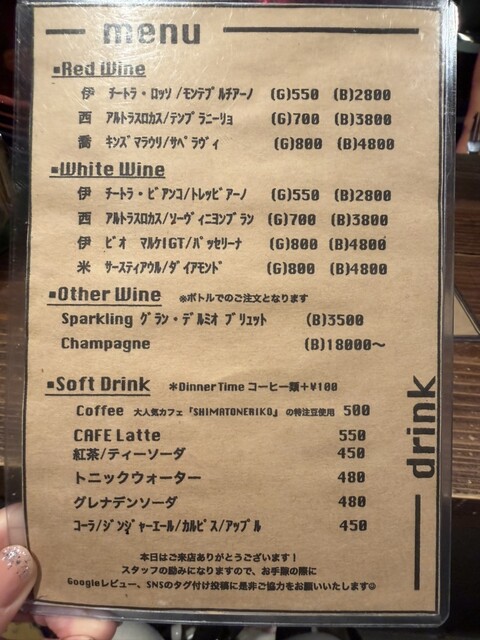 menu
■Red Wine
伊 チートラ・ロッソ/モンテプルチアーノ (G)550 (B)2800
西 アルトラスロカス/テンプラニーリョ (G)700 (B)3800
喬 キンズマラウリ/サペラヴィ (G)800 (B)4800
■White Wine
伊 チートラ・ビアンコ/トレッビアーノ (G)550 (B)2800
西 アルトラスロカス/ソーヴィニヨンブラン (G)700 (B)3800
伊 ビオ マルケIGT/パッセリーナ (G)800 (B)4800
米 サースティアウル/ダイアモンド (G)800 (B)4800
■Other Wine ※ボトルでのご注文となります
Sparkling グラン・デルミオ ブリュット (B)3500
Champagne (B)18000〜
■Soft Drink ＊Dinner Time コーヒー類＋¥100
Coffee 大人気カフェ「SHIMATONERIKO」の特注豆使用 500
CAFE Latte 550
紅茶/ティーソーダ 450
トニックウォーター 480
グレナデンソーダ 480
コーラ/ジンジャーエール/カルピス/アップル 450
drink
本日はご来店ありがとうございます！
スタッフの励みになりますので、お手隙の際に
Googleレビュー、SNSのタグ付け投稿に是非ご協力をお願いいたします☺